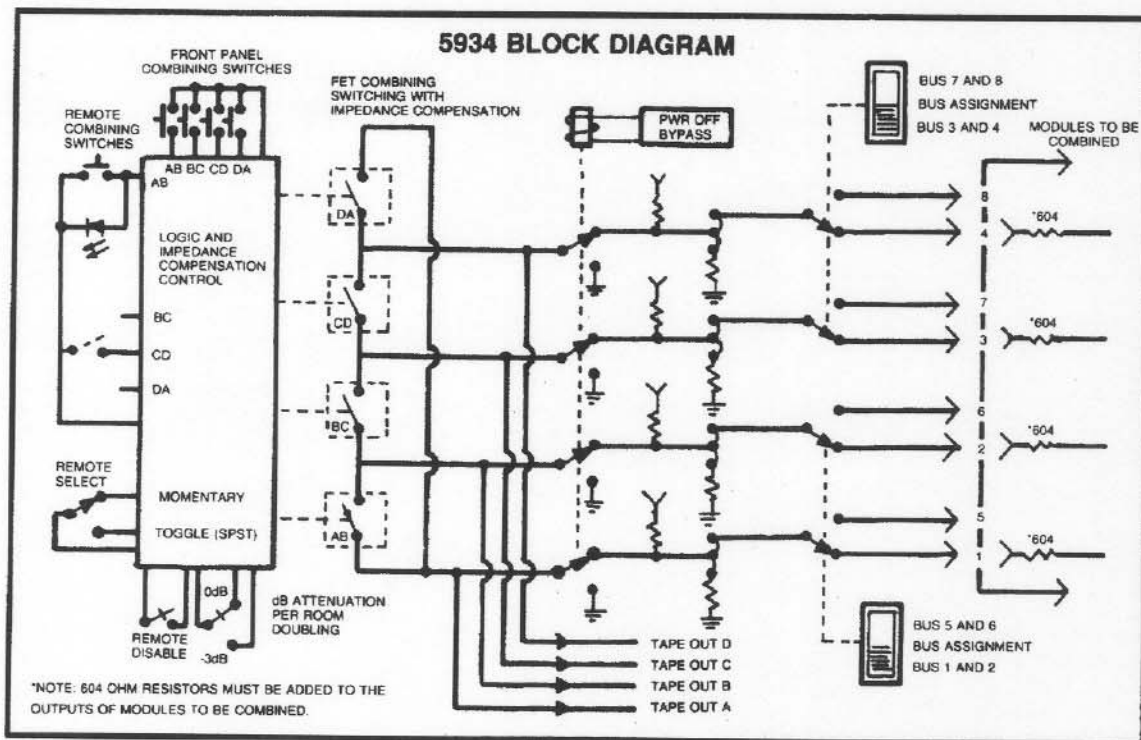 5934 BLOCK DIAGRAM
FRONT PANEL
COMBINING SWITCHES
REMOTE
COMBINING
SWITCHES
AB BC CD DA
AB
LOGIC AND
IMPEDANCE
COMPENSATION
CONTROL
BC
CD
DA
REMOTE
SELECT
MOMENTARY
TOGGLE (SPST)
0dB
REMOTE
DISABLE
-3dB
dB ATTENUATION
PER ROOM
DOUBLING
FET COMBINING
SWITCHING WITH
IMPEDANCE COMPENSATION
DA
CD
BC
AB
PWR OFF
BYPASS
BUS 7 AND 8
BUS ASSIGNMENT
BUS 3 AND 4
MODULES TO BE
COMBINED
8
4
*604
7
3
*604
6
2
*604
5
1
*604
BUS 5 AND 6
BUS ASSIGNMENT
BUS 1 AND 2
TAPE OUT D
TAPE OUT C
TAPE OUT B
TAPE OUT A
*NOTE: 604 OHM RESISTORS MUST BE ADDED TO THE
OUTPUTS OF MODULES TO BE COMBINED.